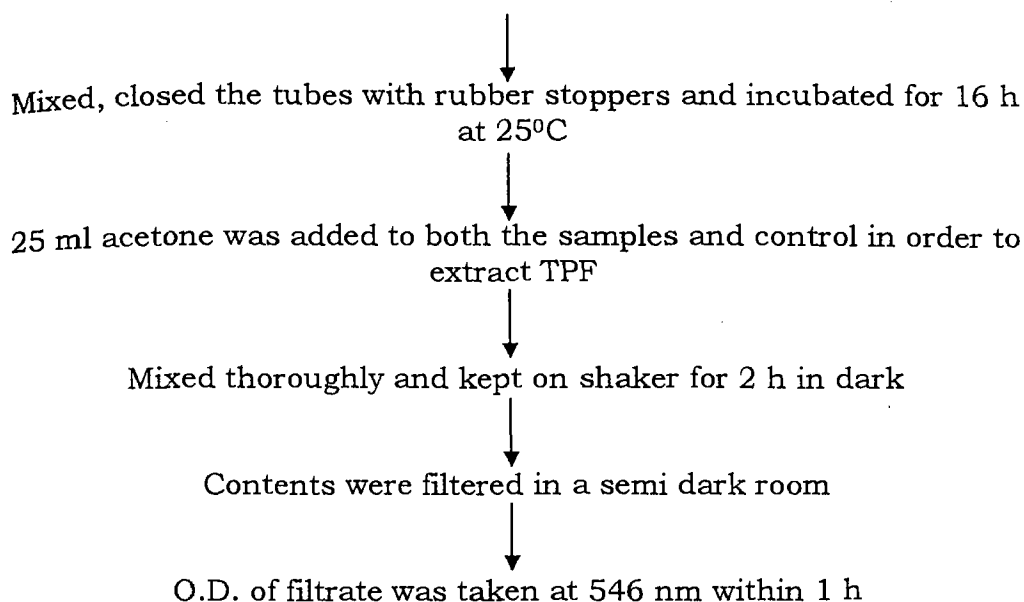 Mixed, closed the tubes with rubber stoppers and incubated for 16 h
at 25⁰C
25 ml acetone was added to both the samples and control in order to
extract TPF
Mixed thoroughly and kept on shaker for 2 h in dark
Contents were filtered in a semi dark room
O.D. of filtrate was taken at 546 nm within 1 h